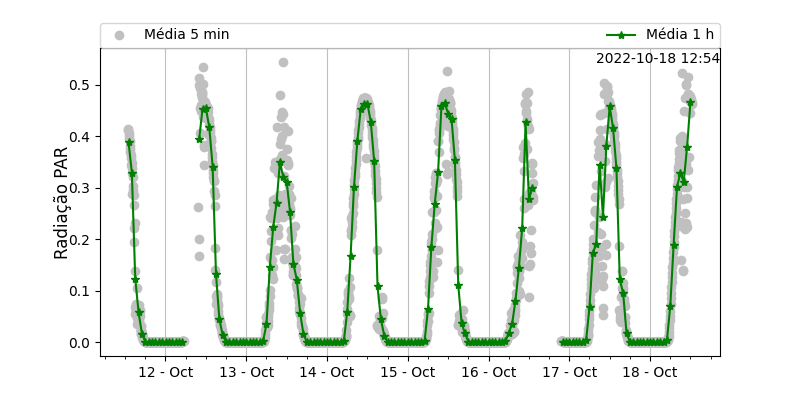 Média 5 min
Média 1 h
2022-10-18 12:54
Radiação PAR
0.5
0.4
0.3
0.2
0.1
0.0
12 - Oct
13 - Oct
14 - Oct
15 - Oct
16 - Oct
17 - Oct
18 - Oct